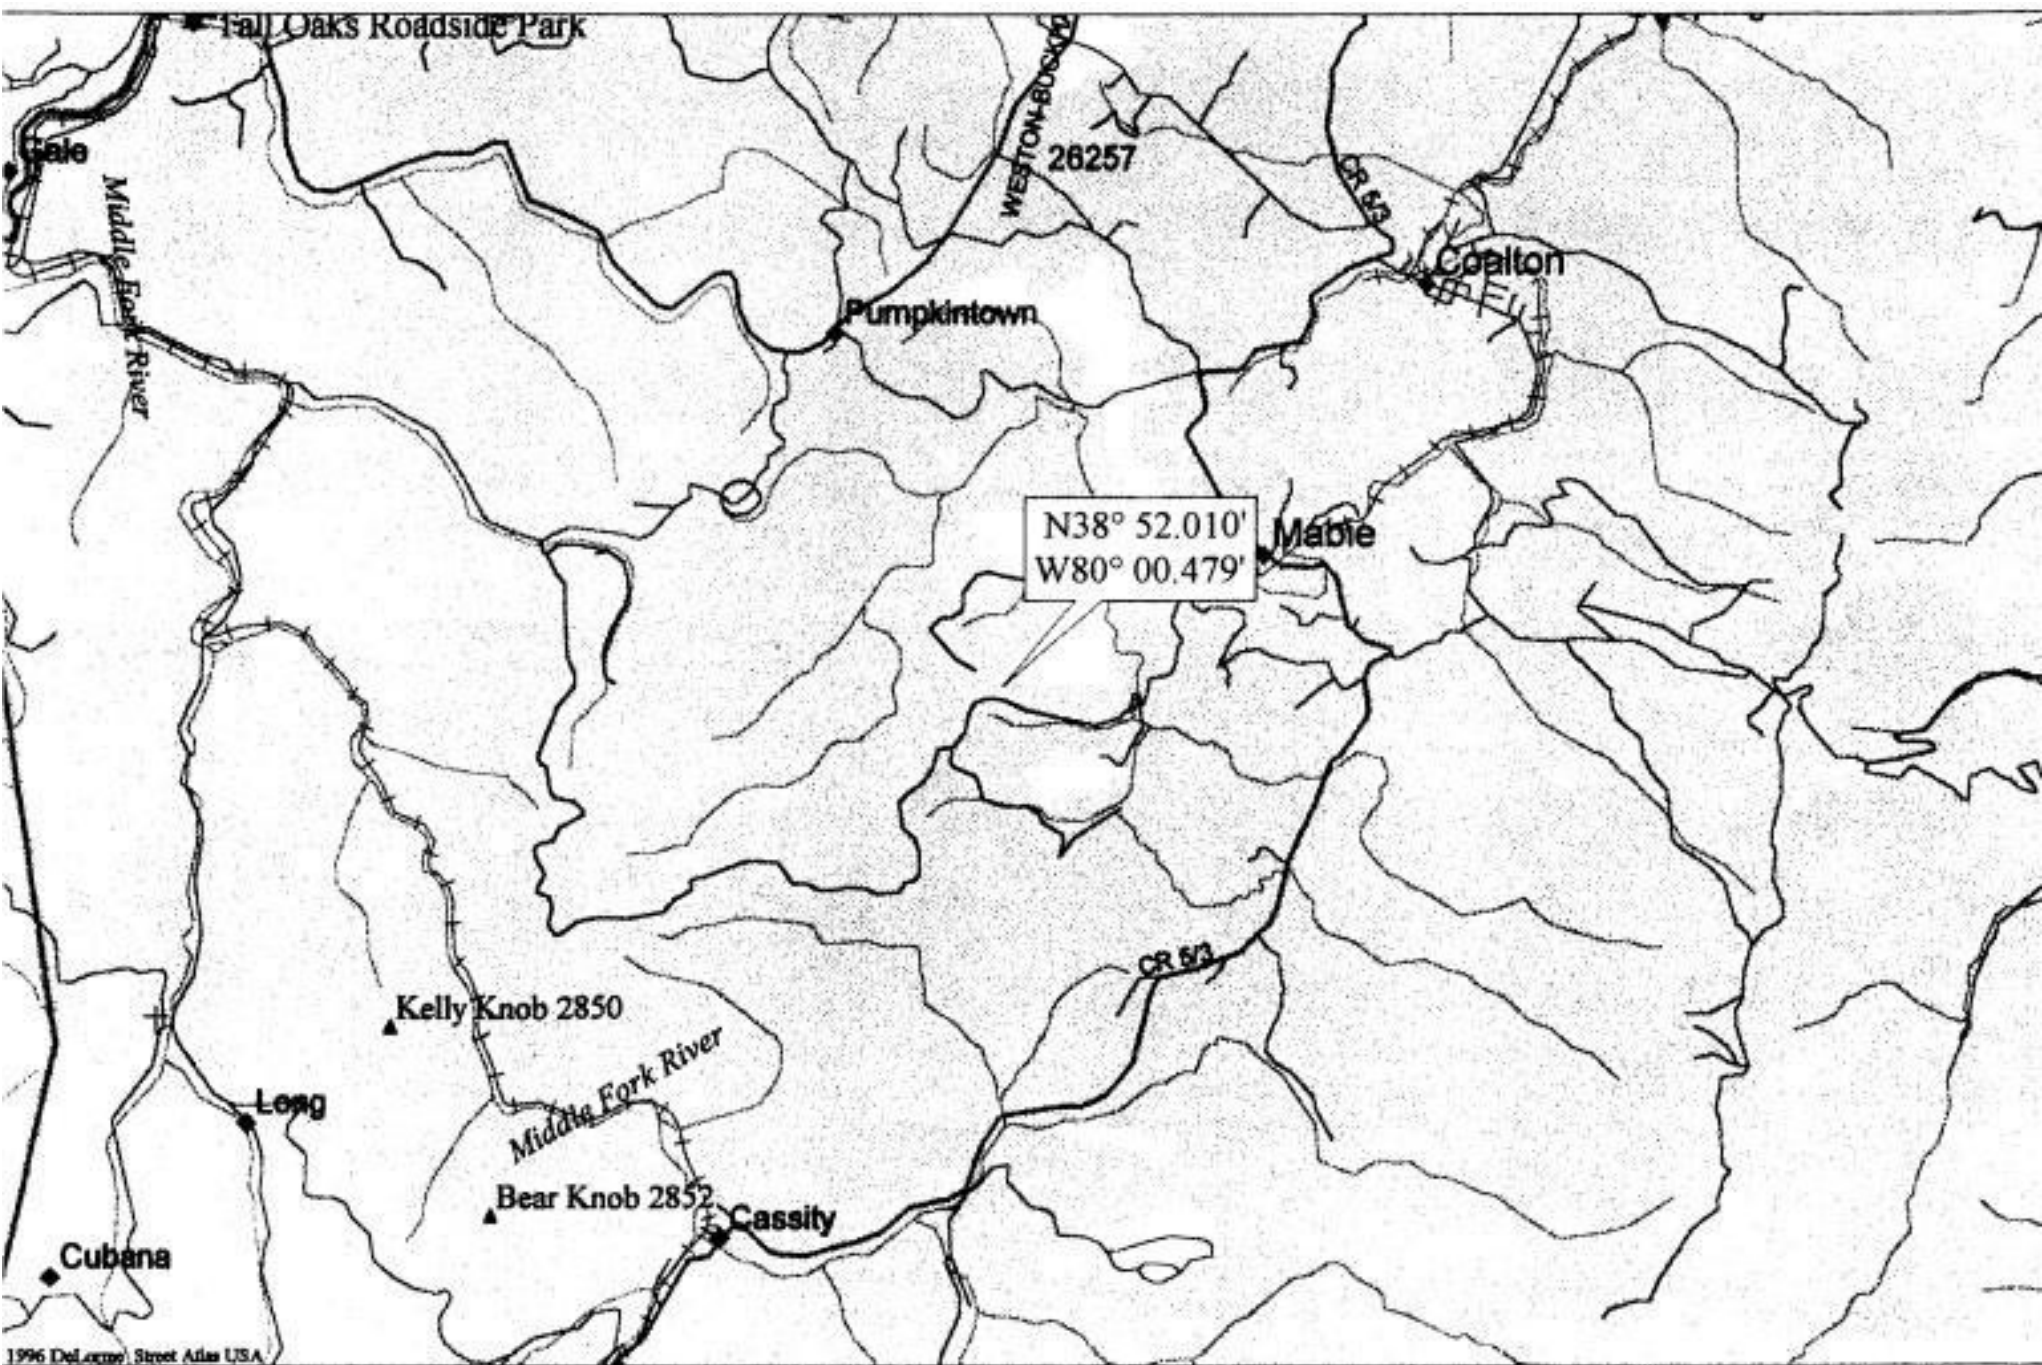 Tall Oaks Roadside Park
WESTON-BUCKH
Gale
26257
CR 5/3
Middle Fork River
Coalton
Pumpkintown
N38° 52.010'
W80° 00.479'
Mabie
CR 5/3
Kelly Knob 2850
Middle Fork River
Long
Bear Knob 2852
Cassity
Cubana
1996 DeLorme Street Atlas USA